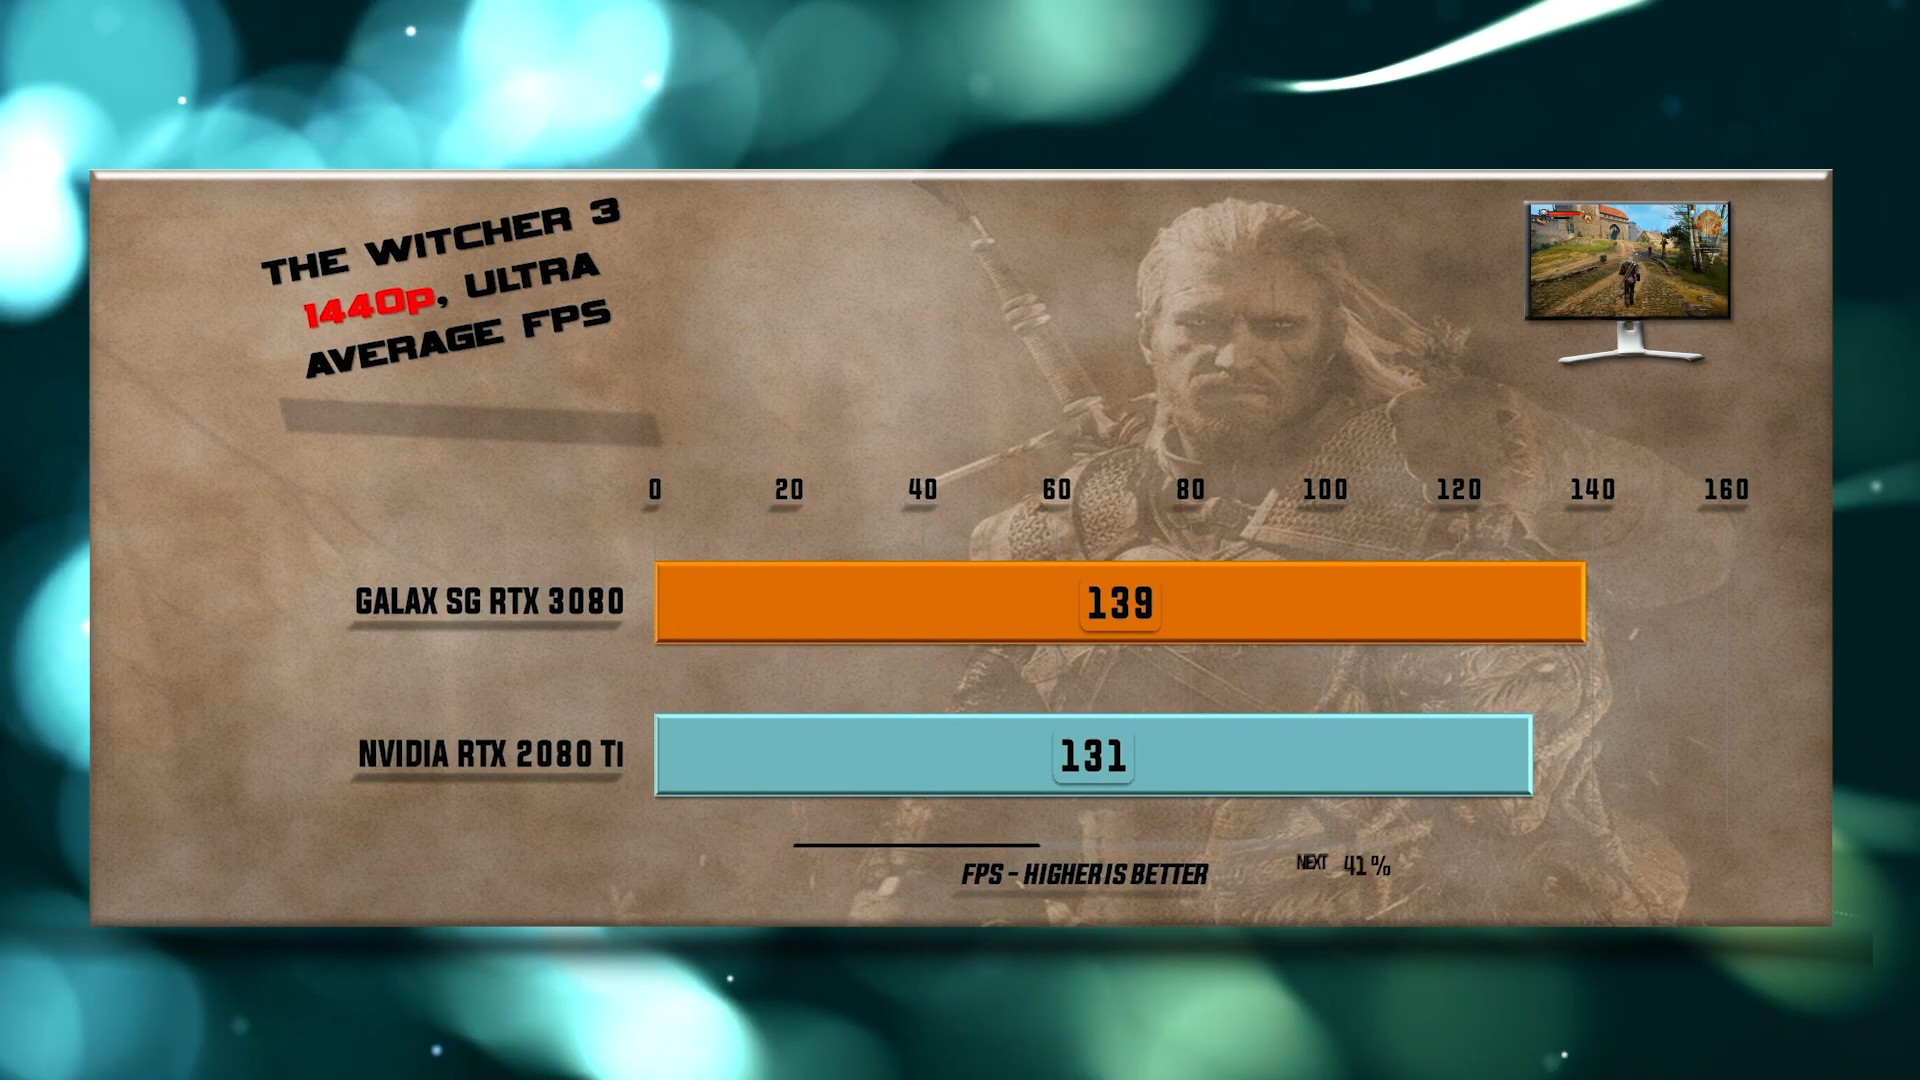 THE WITCHER 3
1440p, ULTRA
AVERAGE FPS
0 20 40 60 80 100 120 140 160
GALAX SG RTX 3080 139
NVIDIA RTX 2080 TI 131
FPS - HIGHER IS BETTER
NEXT 41%